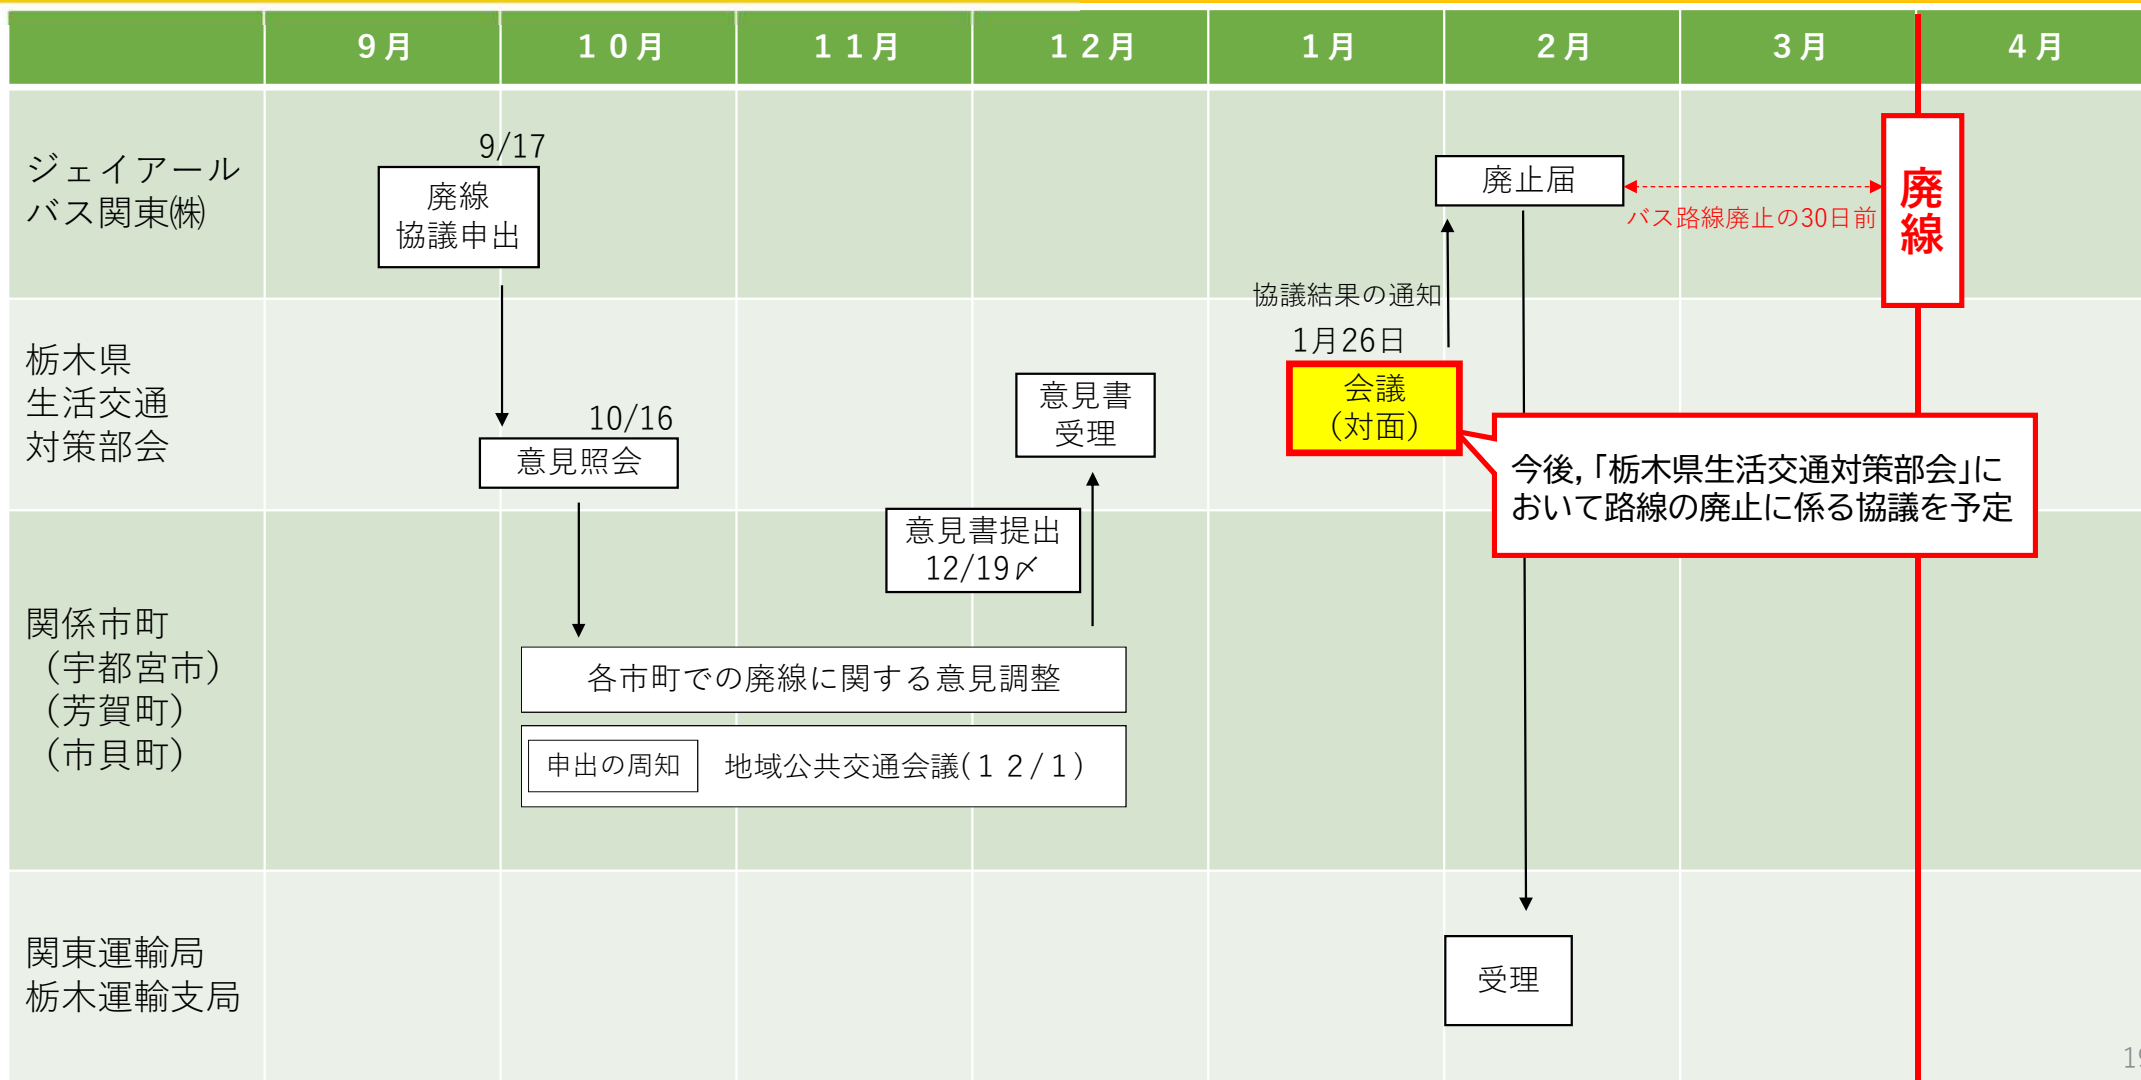 9月
１０月
１１月
１２月
1月
2月
3月
4月
ジェイアール
バス関東㈱
9/17
廃線
協議申出
廃止届
バス路線廃止の30日前
廃線
栃木県
生活交通
対策部会
10/16
意見照会
意見書
受理
協議結果の通知
1月26日
会議
（対面）
今後,「栃木県生活交通対策部会」に
おいて路線の廃止に係る協議を予定
関係市町
（宇都宮市）
（芳賀町）
（市貝町）
意見書提出
12/19〆
各市町での廃線に関する意見調整
申出の周知
地域公共交通会議(１２/１)
関東運輸局
栃木運輸支局
受理